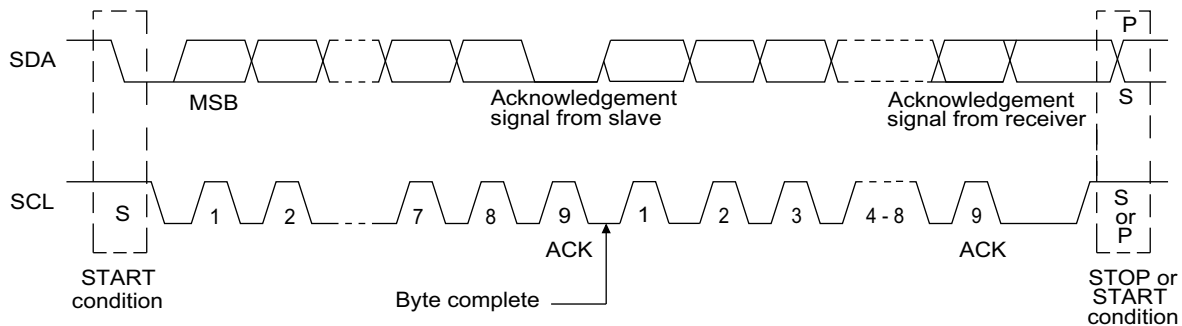 P
SDA
MSB
Acknowledgement
signal from slave
Acknowledgement
signal from receiver
S
SCL
S
1
2
7
8
9
1
2
3
4 - 8
9
S
or
P
ACK
ACK
START
condition
Byte complete
STOP or
START
condition